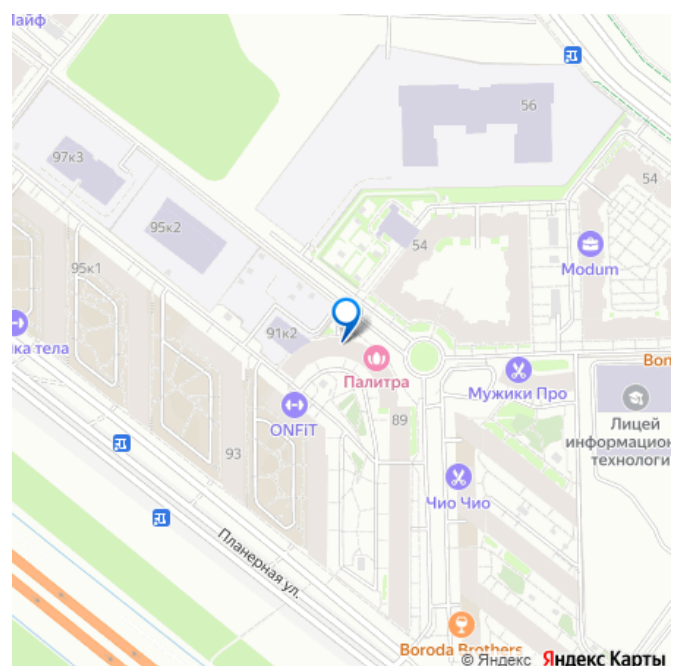 Лайф
56
97к3
54
95к2
54
Modum
95к1
91к2
ка тела
Палитра
Bon
Мужики Про
ONFiT
89
Лицей
информацион
технологи
93
Чио Чио
Планерная ул.
Boroda Brothers
© Яндекс Яндекс Карты